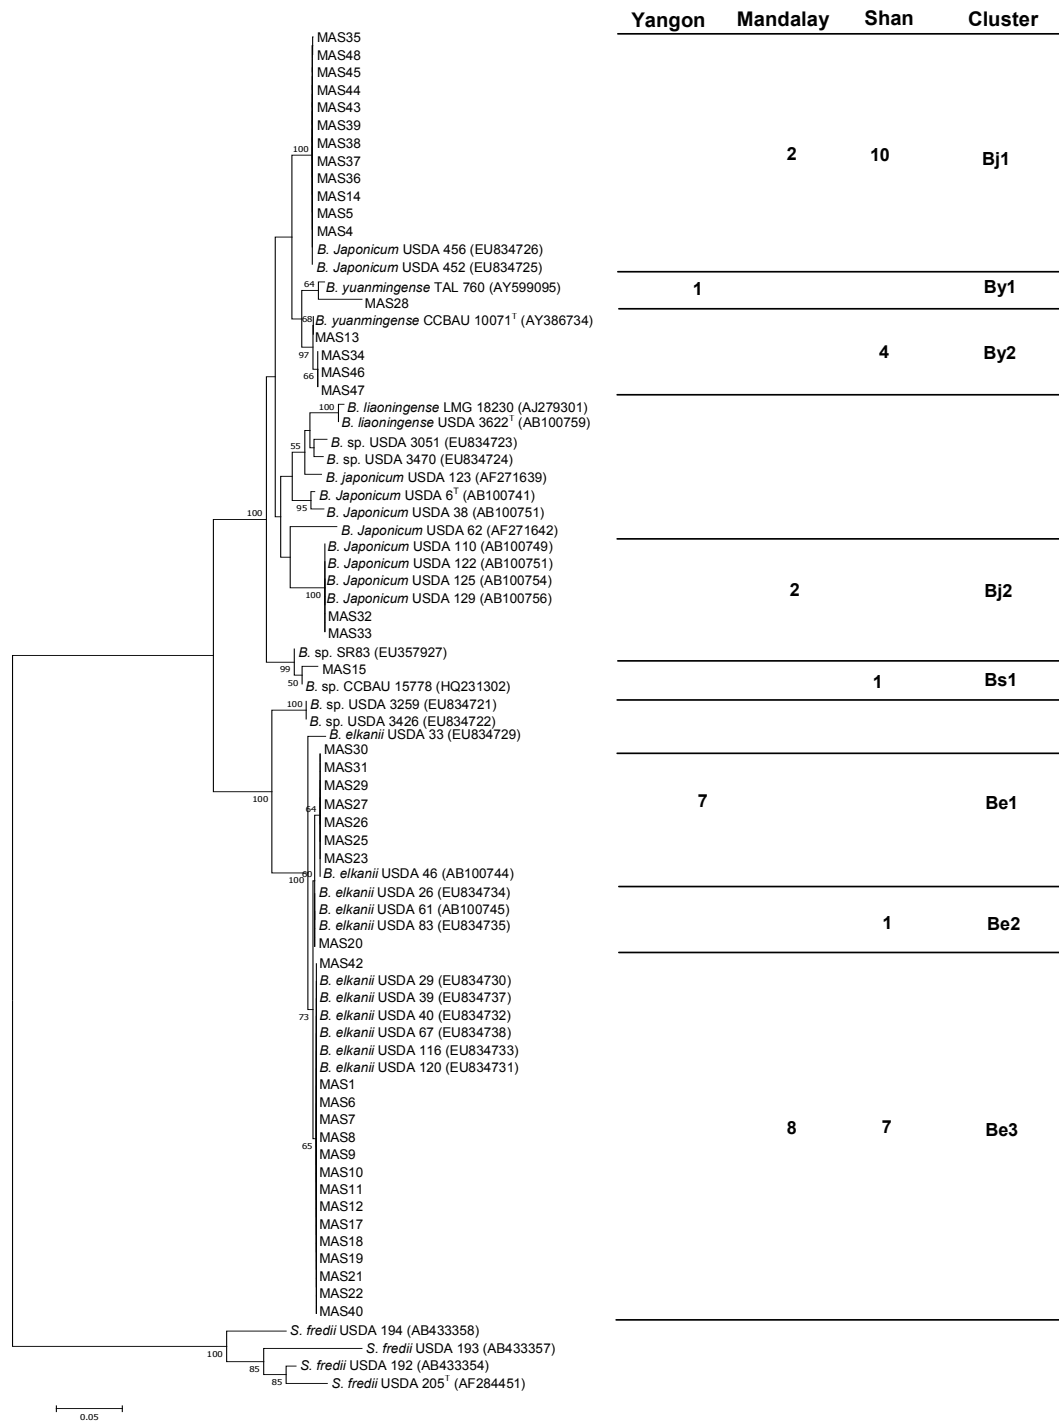 Yangon Mandalay Shan Cluster
MAS35
MAS48
MAS45
MAS44
MAS43
MAS39
MAS38
100
2 10 Bj1
MAS37
MAS36
MAS14
MAS5
MAS4
B. Japonicum USDA 456 (EU834726)
B. Japonicum USDA 452 (EU834725)
64 B. yuanmingense TAL 760 (AY599095)
1 By1
MAS28
68 B. yuanmingense CCBAU 10071T (AY386734)
MAS13
97 MAS34
4 By2
66 MAS46
MAS47
100 B. liaoningense LMG 18230 (AJ279301)
B. liaoningense USDA 3622T (AB100759)
B. sp. USDA 3051 (EU834723)
55
B. sp. USDA 3470 (EU834724)
B. japonicum USDA 123 (AF271639)
B. Japonicum USDA 6T (AB100741)
95 B. Japonicum USDA 38 (AB100751)
100
B. Japonicum USDA 62 (AF271642)
B. Japonicum USDA 110 (AB100749)
B. Japonicum USDA 122 (AB100751)
B. Japonicum USDA 125 (AB100754)
100 2 Bj2
B. Japonicum USDA 129 (AB100756)
MAS32
MAS33
B. sp. SR83 (EU357927)
99 MAS15
50 1 Bs1
B. sp. CCBAU 15778 (HQ231302)
100 B. sp. USDA 3259 (EU834721)
B. sp. USDA 3426 (EU834722)
B. elkanii USDA 33 (EU834729)
MAS30
MAS31
MAS29
100
64 MAS27 7 Be1
MAS26
MAS25
MAS23
60 B. elkanii USDA 46 (AB100744)
100
B. elkanii USDA 26 (EU834734)
B. elkanii USDA 61 (AB100745)
B. elkanii USDA 83 (EU834735) 1 Be2
MAS20
MAS42
B. elkanii USDA 29 (EU834730)
B. elkanii USDA 39 (EU834737)
73 B. elkanii USDA 40 (EU834732)
B. elkanii USDA 67 (EU834738)
B. elkanii USDA 116 (EU834733)
B. elkanii USDA 120 (EU834731)
MAS1
MAS6
MAS7
8 7 Be3
MAS8
65
MAS9
MAS10
MAS11
MAS12
MAS17
MAS18
MAS19
MAS21
MAS22
MAS40
S. fredii USDA 194 (AB433358)
100
S. fredii USDA 193 (AB433357)
85 S. fredii USDA 192 (AB433354)
85 S. fredii USDA 205T (AF284451)
0.05